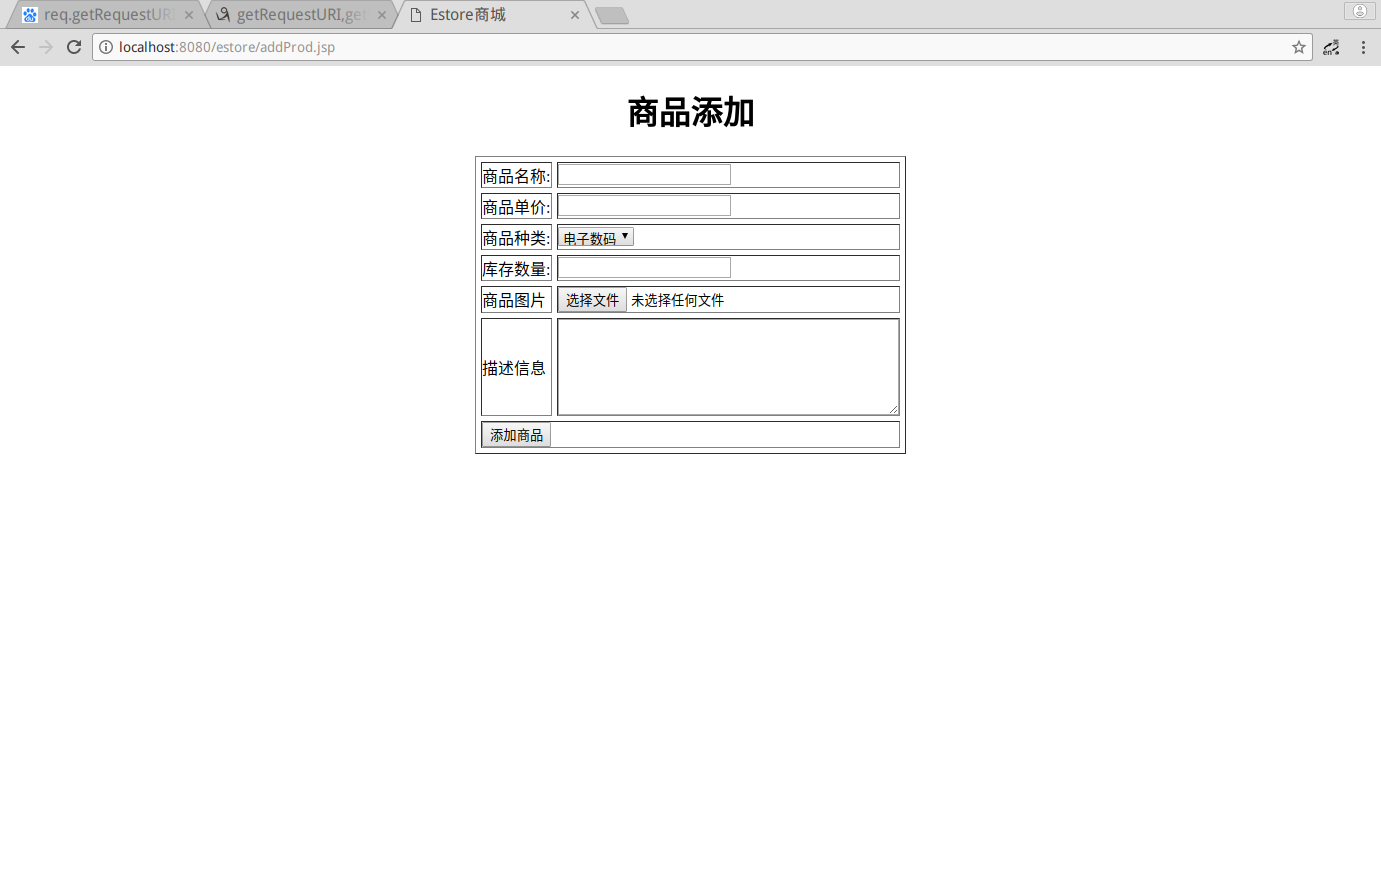 req.getRequestURI
getRequestURI,get
Estore商城
localhost:8080/estore/addProd.jsp
en 英
商品添加
商品名称:
商品单价:
商品种类: 电子数码
库存数量:
商品图片 选择文件 未选择任何文件
描述信息
添加商品